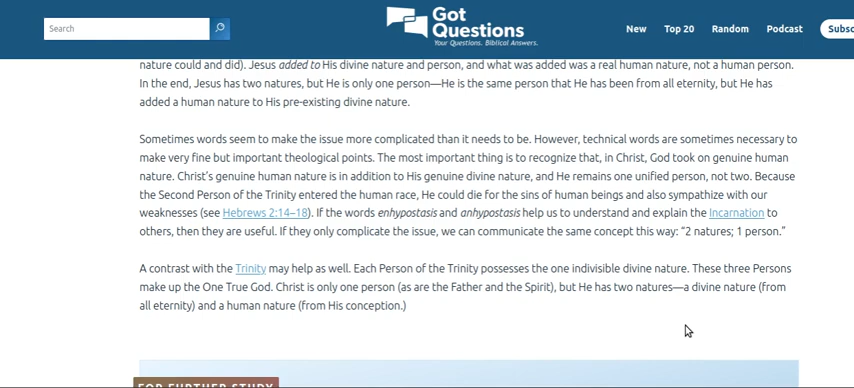 Search
Got
Questions
Your Questions. Biblical Answers.
New Top 20 Random Podcast Subsc
nature could and did). Jesus added to His divine nature and person, and what was added was a real human nature, not a human person.
In the end, Jesus has two natures, but He is only one person—He is the same person that He has been from all eternity, but He has
added a human nature to His pre-existing divine nature.
Sometimes words seem to make the issue more complicated than it needs to be. However, technical words are sometimes necessary to
make very fine but important theological points. The most important thing is to recognize that, in Christ, God took on genuine human
nature. Christ's genuine human nature is in addition to His genuine divine nature, and He remains one unified person, not two. Because
the Second Person of the Trinity entered the human race, He could die for the sins of human beings and also sympathize with our
weaknesses (see Hebrews 2:14–18). If the words enhypostasis and anhypostasis help us to understand and explain the Incarnation to
others, then they are useful. If they only complicate the issue, we can communicate the same concept this way: “2 natures; 1 person.”
A contrast with the Trinity may help as well. Each Person of the Trinity possesses the one indivisible divine nature. These three Persons
make up the One True God. Christ is only one person (as are the Father and the Spirit), but He has two natures—a divine nature (from
all eternity) and a human nature (from His conception.)
FOR FURTHER STUDY